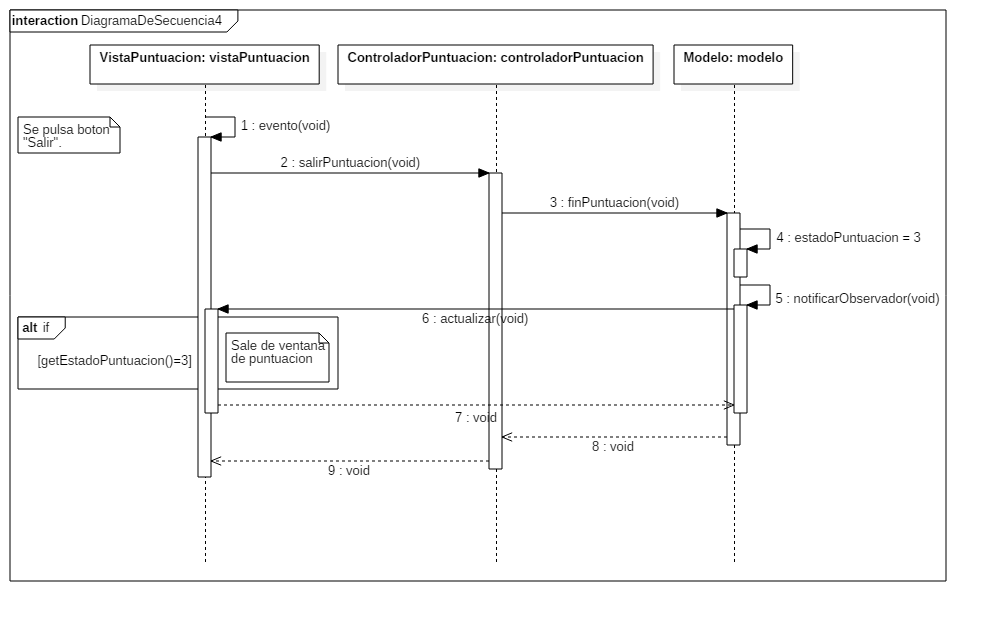 interaction DiagramaDeSecuencia4
VistaPuntuacion: vistaPuntuacion
ControladorPuntuacion: controladorPuntuacion
Modelo: modelo
Se pulsa boton
"Salir".
1 : evento(void)
2 : salirPuntuacion(void)
3 : finPuntuacion(void)
4 : estadoPuntuacion = 3
5 : notificarObservador(void)
6 : actualizar(void)
alt if
[getEstadoPuntuacion()=3]
Sale de ventana
de puntuacion
7 : void
8 : void
9 : void